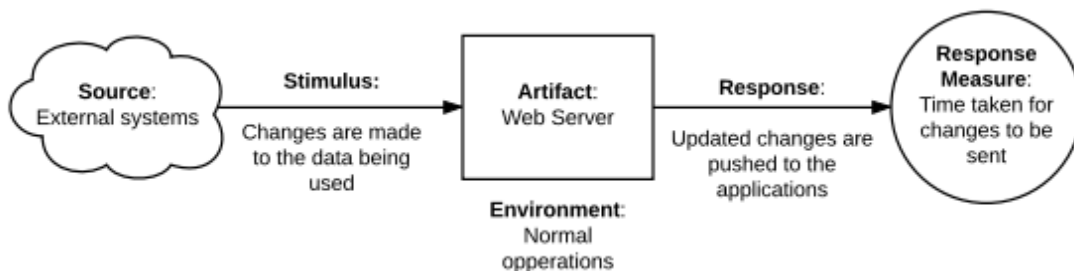 Source:
External systems
Stimulus:
Changes are made
to the data being
used
Artifact:
Web Server
Environment:
Normal
opperations
Response:
Updated changes are
pushed to the
applications
Response
Measure:
Time taken for
changes to be
sent